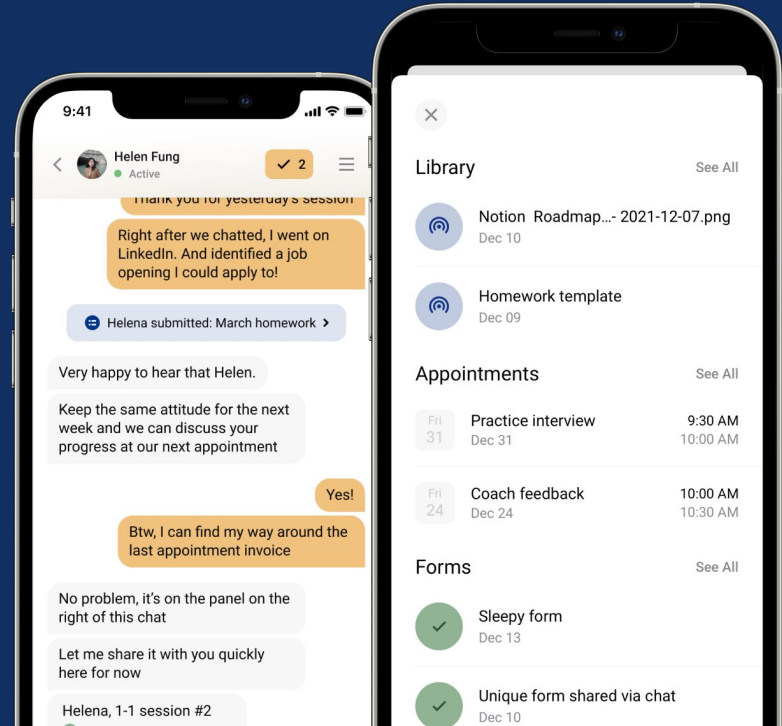 9:41
Helen Fung
Active
2
Thank you for yesterday's session
Right after we chatted, I went on
LinkedIn. And identified a job
opening I could apply to!
Helena submitted: March homework
Very happy to hear that Helen.
Keep the same attitude for the next
week and we can discuss your
progress at our next appointment
Yes!
Btw, I can find my way around the
last appointment invoice
No problem, it's on the panel on the
right of this chat
Let me share it with you quickly
here for now
Helena, 1-1 session #2
Library
See All
Notion Roadmap...- 2021-12-07.png
Dec 10
Homework template
Dec 09
Appointments
See All
Fri
31
Practice interview
Dec 31
9:30 AM
10:00 AM
Fri
24
Coach feedback
Dec 24
10:00 AM
10:30 AM
Forms
See All
Sleepy form
Dec 13
Unique form shared via chat
Dec 10